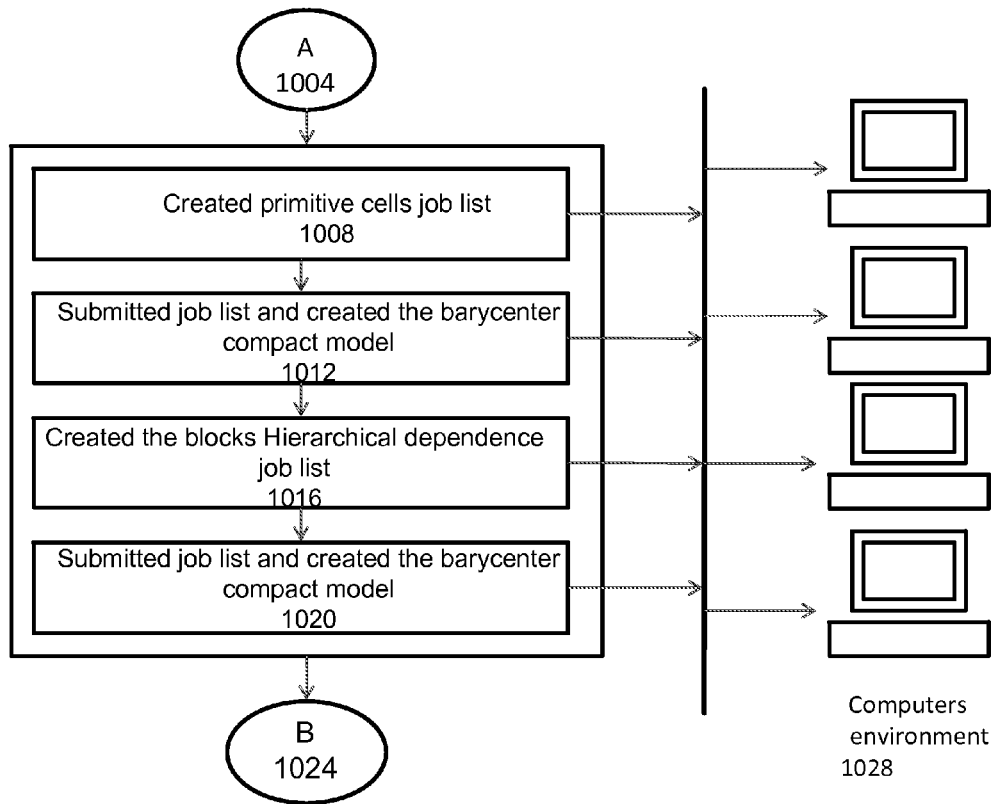 A
1004
Created primitive cells job list
1008
Submitted job list and created the barycenter
compact model
1012
Created the blocks Hierarchical dependence
job list
1016
Submitted job list and created the barycenter
compact model
1020
B
1024
Computers
environment
1028